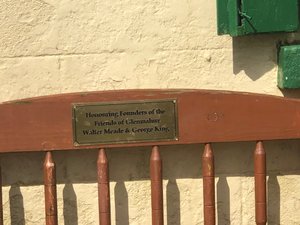 Honouring Founders of the
Friends of Glenmalure
Walter Meade & George King